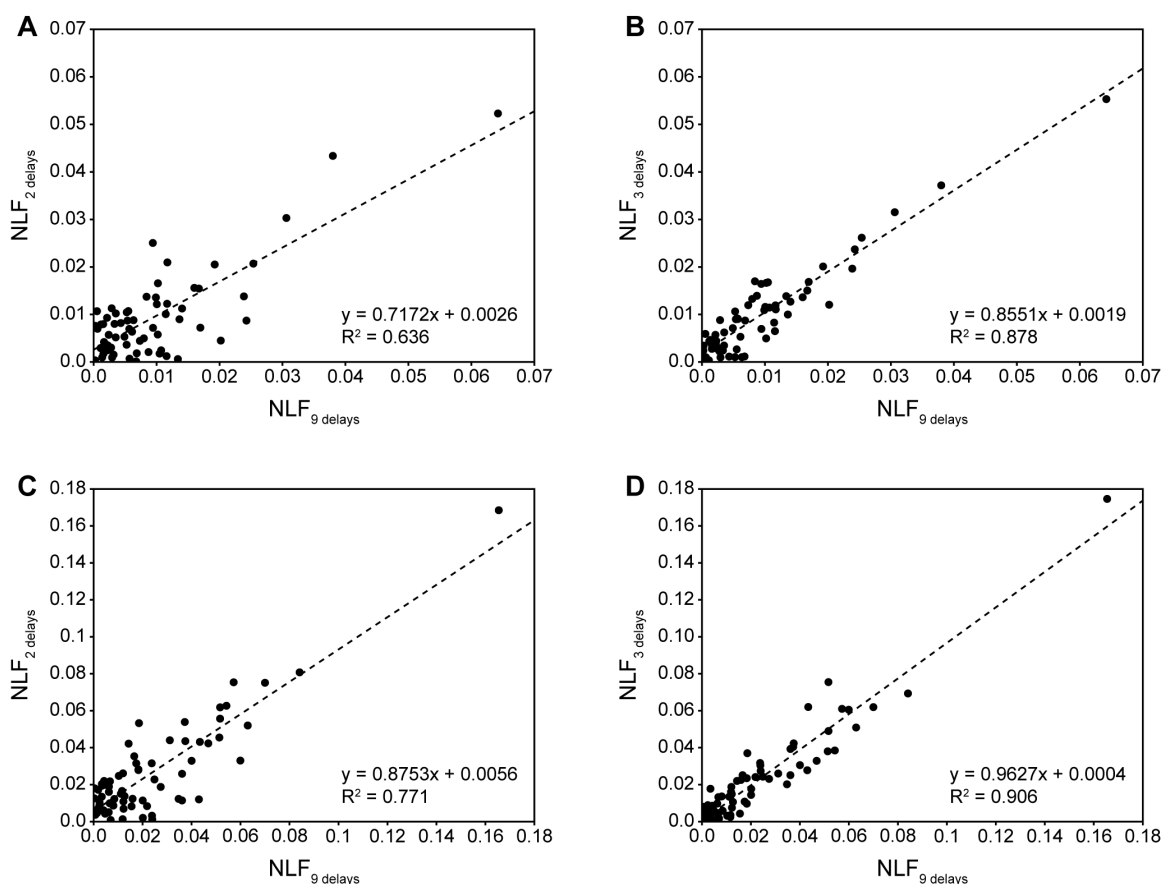 A
0.07
0.06
0.05
0.04
0.03
0.02
0.01
0.0
NLF2 delays
0.0 0.01 0.02 0.03 0.04 0.05 0.06 0.07
NLF9 delays
y = 0.7172x + 0.0026
R² = 0.636
B
0.07
0.06
0.05
0.04
0.03
0.02
0.01
0.0
NLF3 delays
0.0 0.01 0.02 0.03 0.04 0.05 0.06 0.07
NLF9 delays
y = 0.8551x + 0.0019
R² = 0.878
C
0.18
0.16
0.14
0.12
0.1
0.08
0.06
0.04
0.02
0.0
NLF2 delays
0.0 0.02 0.04 0.06 0.08 0.1 0.12 0.14 0.16 0.18
NLF9 delays
y = 0.8753x + 0.0056
R² = 0.771
D
0.18
0.16
0.14
0.12
0.1
0.08
0.06
0.04
0.02
0.0
NLF3 delays
0.0 0.02 0.04 0.06 0.08 0.1 0.12 0.14 0.16 0.18
NLF9 delays
y = 0.9627x + 0.0004
R² = 0.906